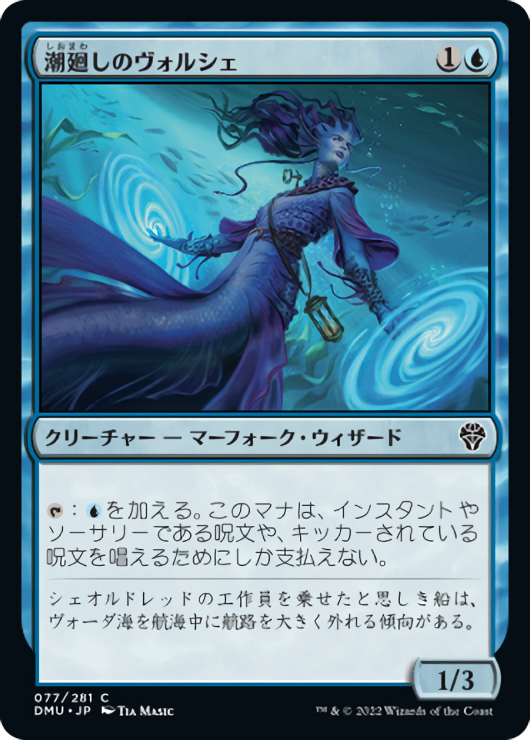 しおまわ
潮廻しのヴォルシェ 1
クリーチャー — マーフォーク・ウィザード
：を加える。このマナは、インスタントや
ソーサリーである呪文や、キッカーされている
呪文を唱えるためにしか支払えない。
シェオルドレッドの工作員を乗せたと思しき船は、
ヴォーダ海を航海中に航路を大きく外れる傾向がある。
1/3
077/281 C
DMU • JP Tia Masic
™ & © 2022 Wizards of the Coast